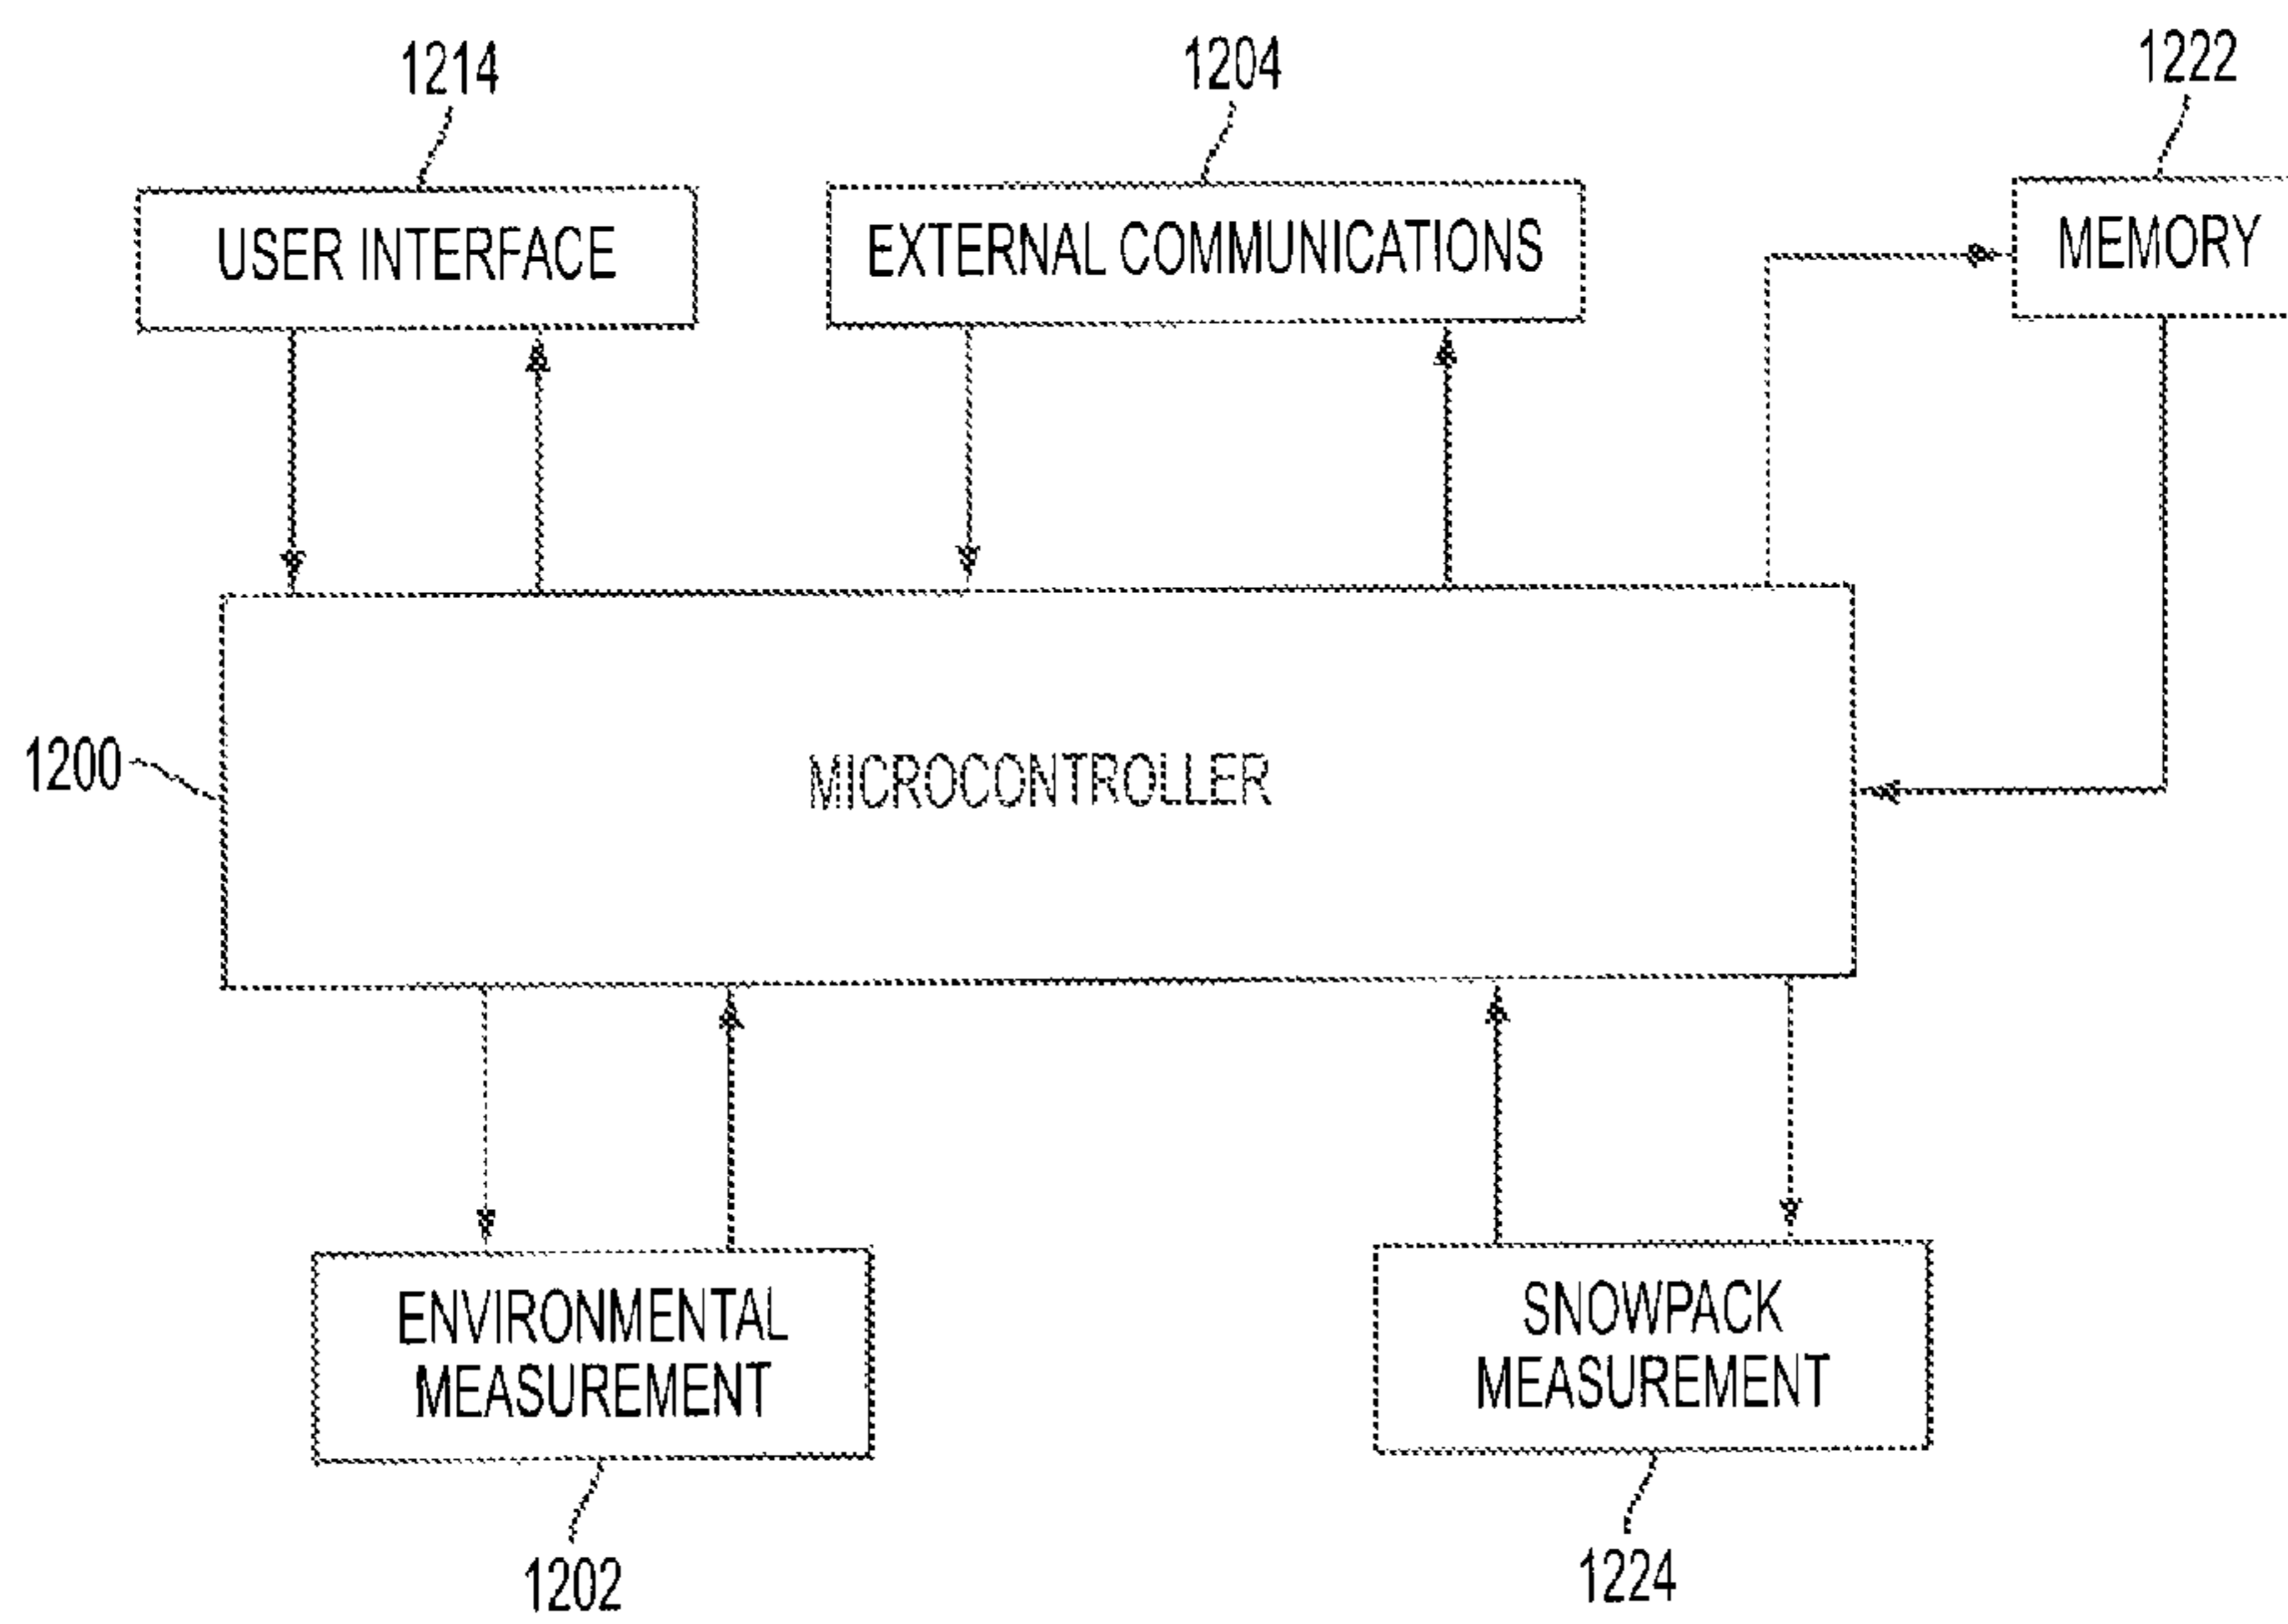 1214
1204
1222
USER INTERFACE
EXTERNAL COMMUNICATIONS
MEMORY
1200
MICROCONTROLLER
ENVIRONMENTAL
MEASUREMENT
SNOWPACK
MEASUREMENT
1202
1224